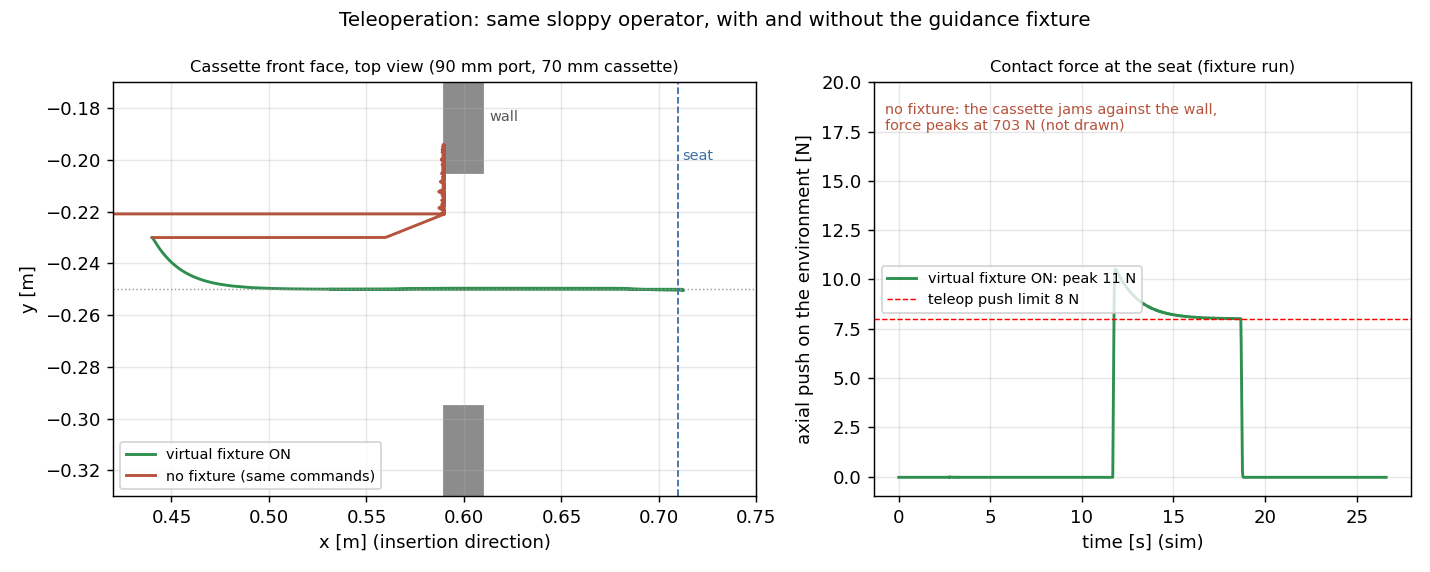 Teleoperation: same sloppy operator, with and without the guidance fixture
Cassette front face, top view (90 mm port, 70 mm cassette)
−0.18
−0.20
−0.22
−0.24
−0.26
−0.28
−0.30
−0.32
y [m]
wall
seat
virtual fixture ON
no fixture (same commands)
0.45
0.50
0.55
0.60
0.65
0.70
0.75
x [m] (insertion direction)
Contact force at the seat (fixture run)
20.0
17.5
15.0
12.5
10.0
7.5
5.0
2.5
0.0
axial push on the environment [N]
no fixture: the cassette jams against the wall,
force peaks at 703 N (not drawn)
virtual fixture ON: peak 11 N
teleop push limit 8 N
0
5
10
15
20
25
time [s] (sim)